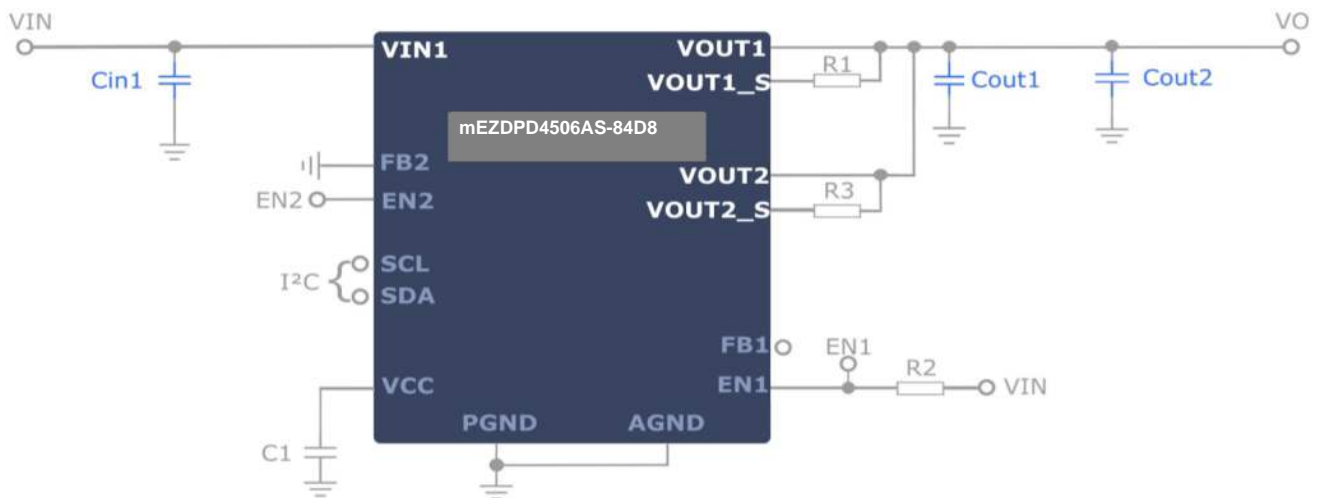 VIN
VO
VIN1
VOUT1
R1
Cin1
VOUT1_S
Cout1
Cout2
mEZDPD4506AS-84D8
FB2
VOUT2
R3
EN2
EN2
VOUT2_S
SCL
I²C
SDA
FB1
EN1
R2
VCC
EN1
VIN
PGND
AGND
C1